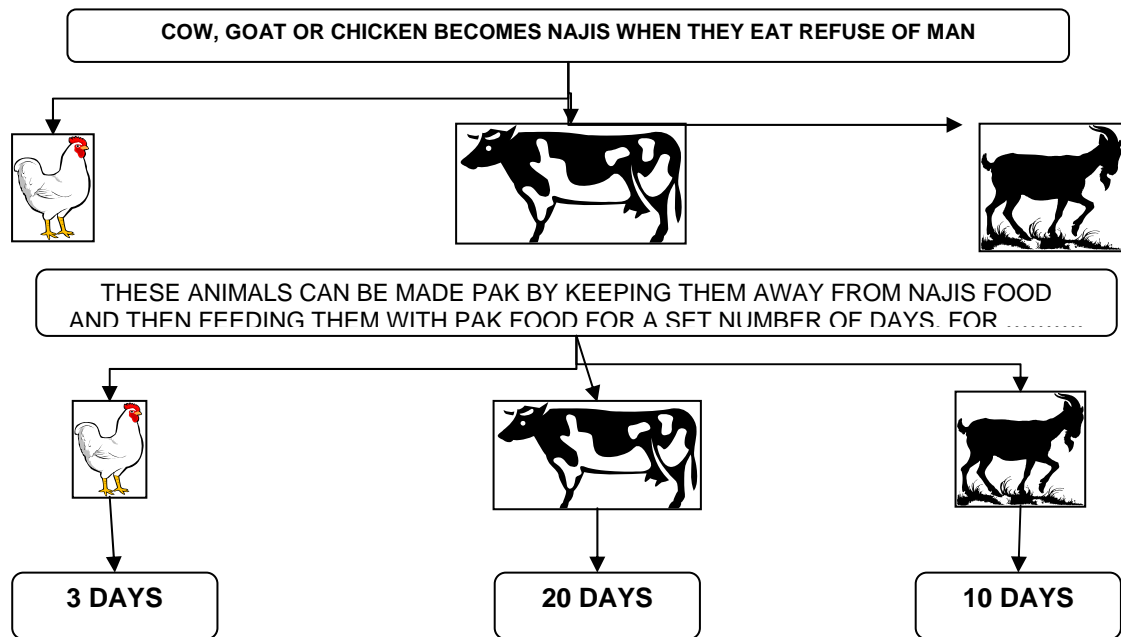 COW, GOAT OR CHICKEN BECOMES NAJIS WHEN THEY EAT REFUSE OF MAN
THESE ANIMALS CAN BE MADE PAK BY KEEPING THEM AWAY FROM NAJIS FOOD
AND THEN FEEDING THEM WITH PAK FOOD FOR A SET NUMBER OF DAYS. FOR ..........
3 DAYS
20 DAYS
10 DAYS